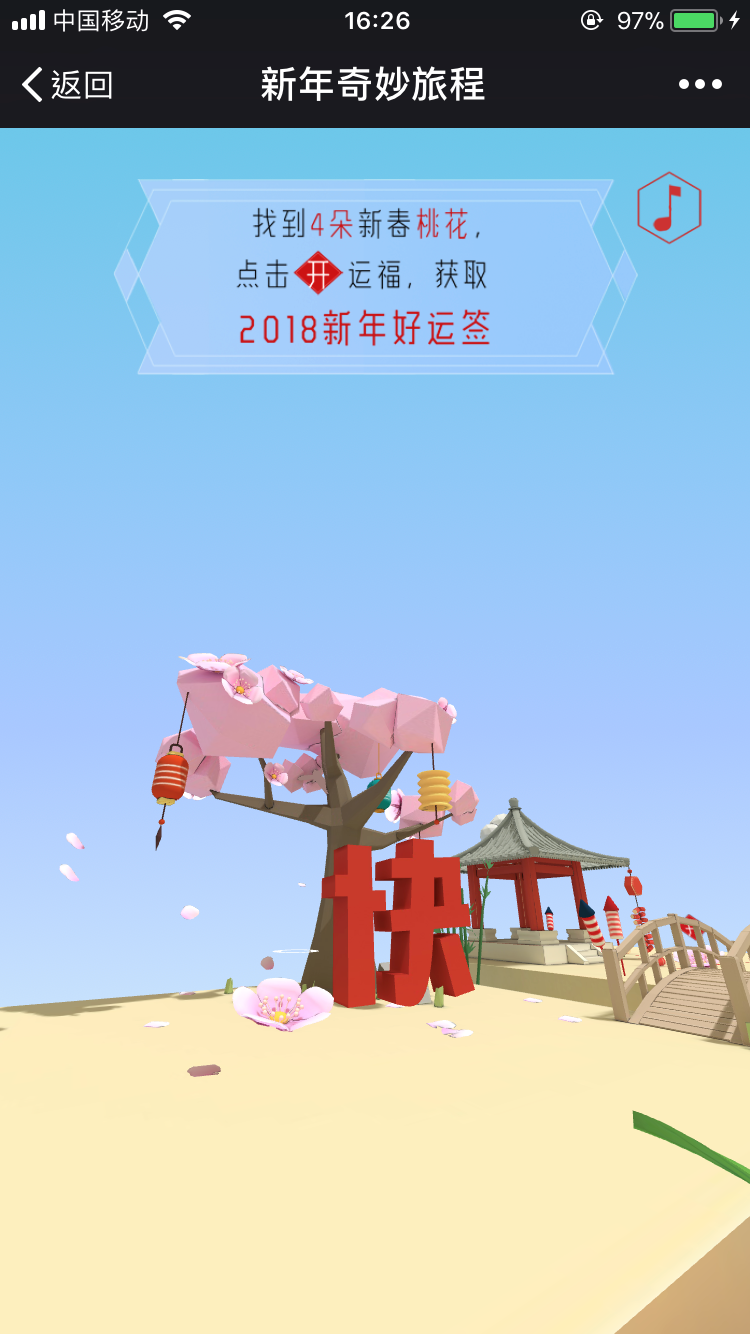 中国移动 16:26 97%
返回 新年奇妙旅程
找到4朵新春桃花，
点击开运福，获取
2018新年好运签
快